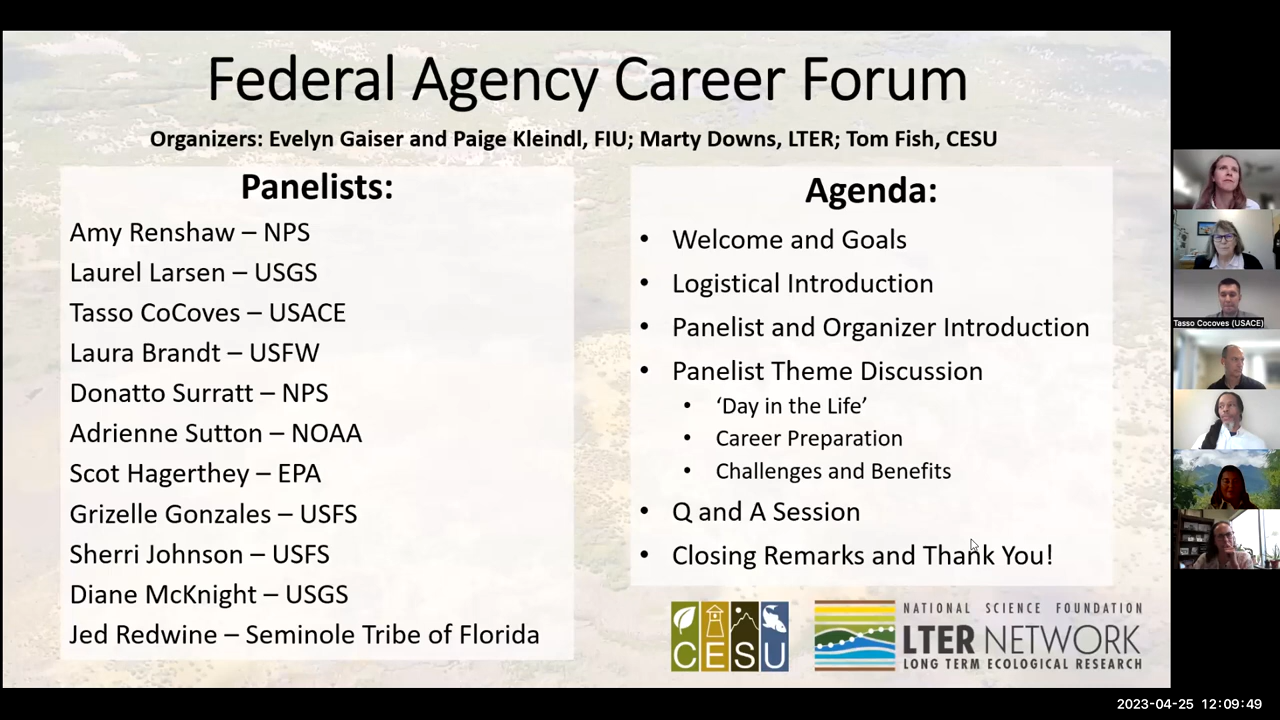 Federal Agency Career Forum
Organizers: Evelyn Gaiser and Paige Kleindl, FIU; Marty Downs, LTER; Tom Fish, CESU
Panelists:
Amy Renshaw – NPS
Laurel Larsen – USGS
Tasso CoCoves – USACE
Laura Brandt – USFW
Donatto Surratt – NPS
Adrienne Sutton – NOAA
Scot Hagerthey – EPA
Grizelle Gonzales – USFS
Sherri Johnson – USFS
Diane McKnight – USGS
Jed Redwine – Seminole Tribe of Florida
Agenda:
• Welcome and Goals
• Logistical Introduction
• Panelist and Organizer Introduction
• Panelist Theme Discussion
• ‘Day in the Life’
• Career Preparation
• Challenges and Benefits
• Q and A Session
• Closing Remarks and Thank You!
CESU
NATIONAL SCIENCE FOUNDATION
LTER NETWORK
LONG TERM ECOLOGICAL RESEARCH
Tasso Cocoves (USACE)
2023-04-25 12:09:49